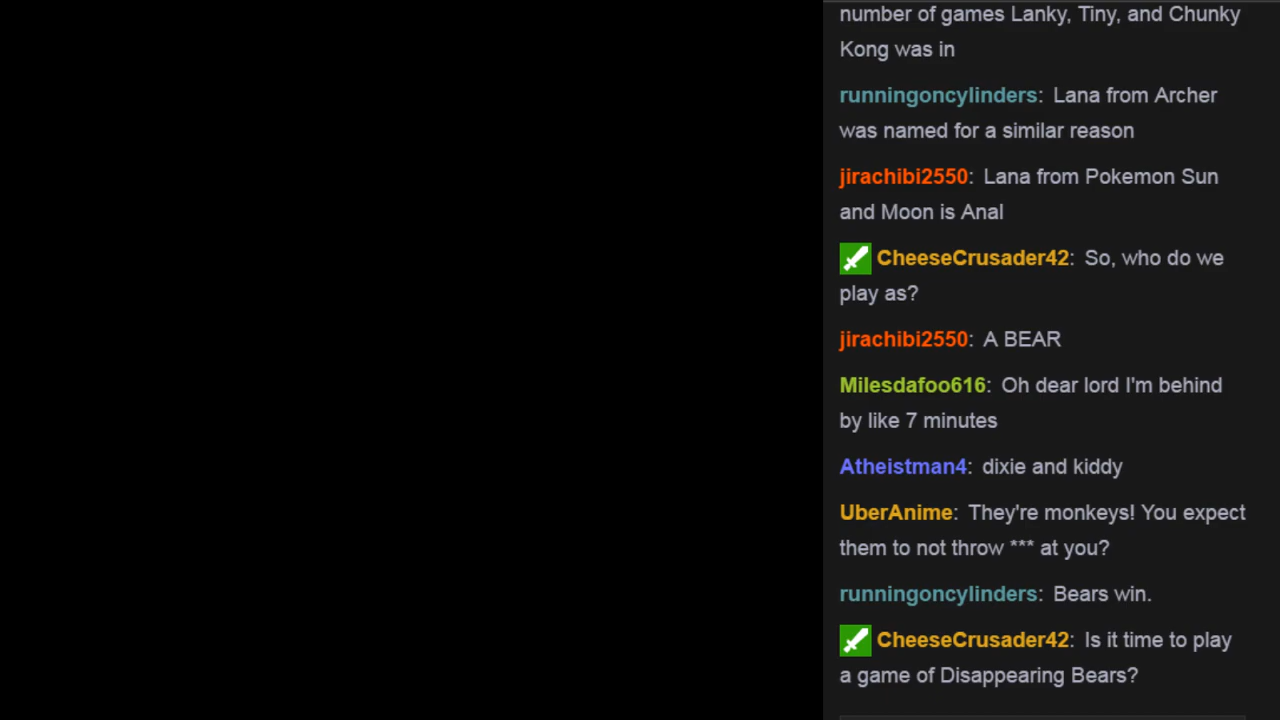 number of games Lanky, Tiny, and Chunky
Kong was in
runningoncylinders: Lana from Archer
was named for a similar reason
jirachibi2550: Lana from Pokemon Sun
and Moon is Anal
CheeseCrusader42: So, who do we
play as?
jirachibi2550: A BEAR
Milesdafoo616: Oh dear lord I'm behind
by like 7 minutes
Atheistman4: dixie and kiddy
UberAnime: They're monkeys! You expect
them to not throw *** at you?
runningoncylinders: Bears win.
CheeseCrusader42: Is it time to play
a game of Disappearing Bears?